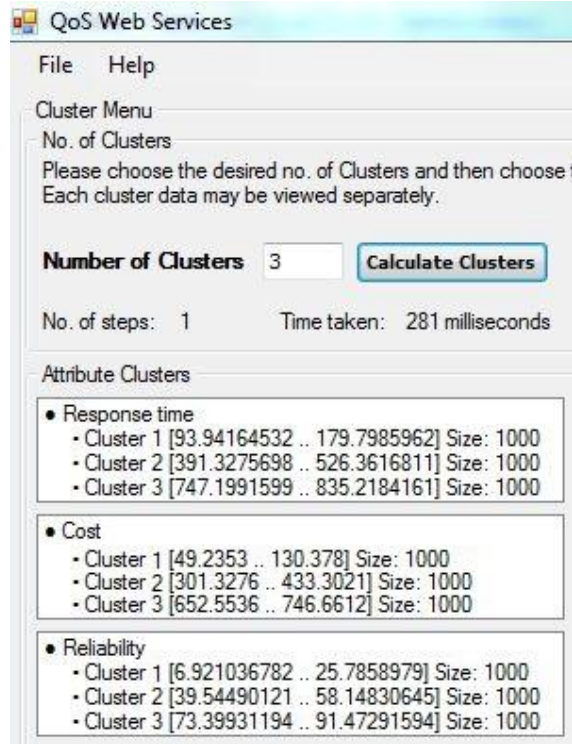 QoS Web Services
File Help
Cluster Menu
No. of Clusters
Please choose the desired no. of Clusters and then choose
Each cluster data may be viewed separately.
Number of Clusters 3 Calculate Clusters
No. of steps: 1 Time taken: 281 milliseconds
Attribute Clusters
• Response time
• Cluster 1 [93.94164532 .. 179.7985962] Size: 1000
• Cluster 2 [391.3275698 .. 526.3616811] Size: 1000
• Cluster 3 [747.1991599 .. 835.2184161] Size: 1000
• Cost
• Cluster 1 [49.2353 .. 130.378] Size: 1000
• Cluster 2 [301.3276 .. 433.3021] Size: 1000
• Cluster 3 [652.5536 .. 746.6612] Size: 1000
• Reliability
• Cluster 1 [6.921036782 .. 25.7858979] Size: 1000
• Cluster 2 [39.54490121 .. 58.14830645] Size: 1000
• Cluster 3 [73.39931194 .. 91.47291594] Size: 1000